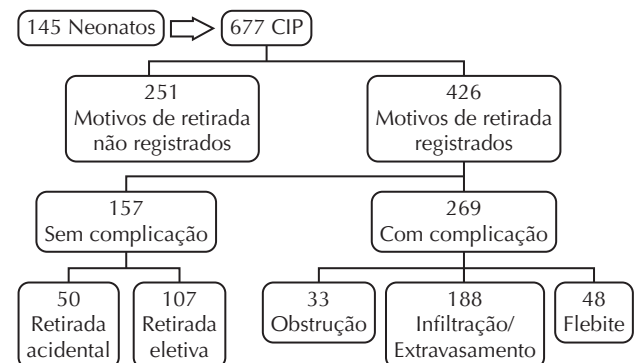 145 Neonatos
677 CIP
251
Motivos de retirada
não registrados
426
Motivos de retirada
registrados
157
Sem complicação
269
Com complicação
50
Retirada
acidental
107
Retirada
eletiva
33
Obstrução
188
Infiltração/
Extravasamento
48
Flebite